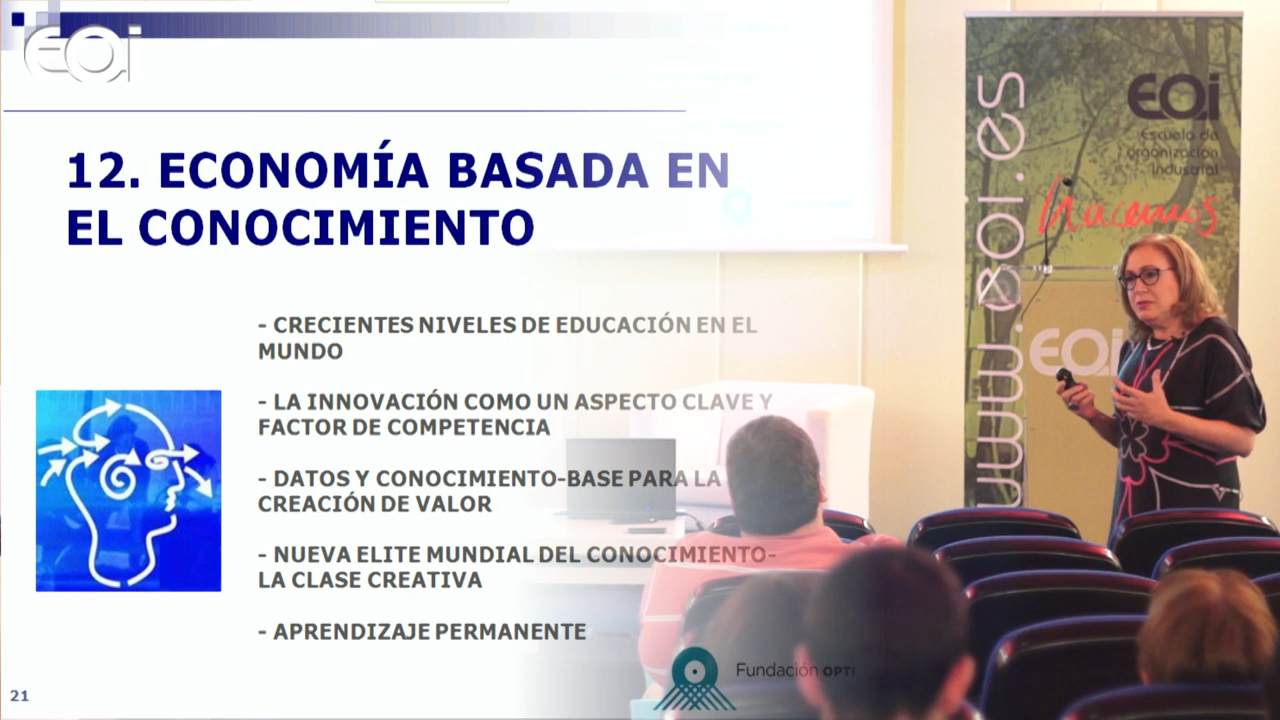 EOi
12. ECONOMÍA BASADA EN
EL CONOCIMIENTO
- CRECIENTES NIVELES DE EDUCACIÓN EN EL
MUNDO
- LA INNOVACIÓN COMO UN ASPECTO CLAVE Y
FACTOR DE COMPETENCIA
- DATOS Y CONOCIMIENTO-BASE PARA LA
CREACIÓN DE VALOR
- NUEVA ELITE MUNDIAL DEL CONOCIMIENTO-
LA CLASE CREATIVA
- APRENDIZAJE PERMANENTE
21
Fundación OPTI
www.eoi.es
EOi
Escuela de
organización
industrial
hacemos
EOi